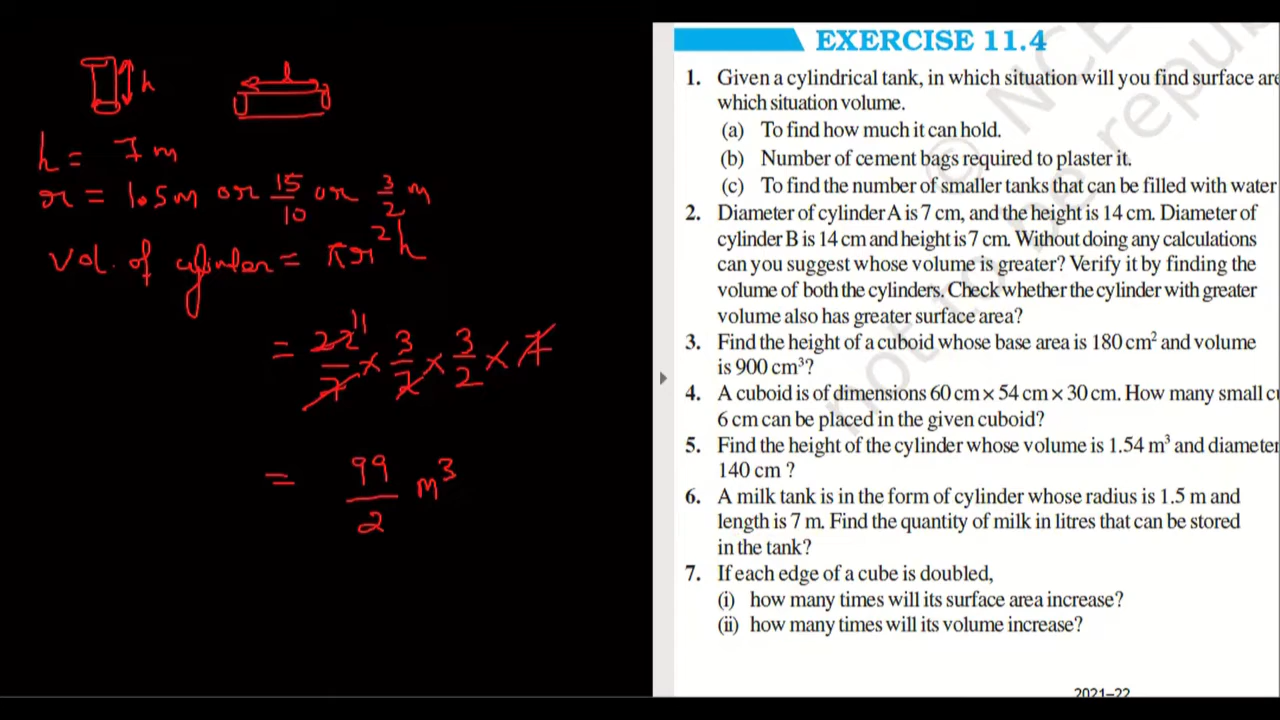 h
l
h = 7 m
r = 1.5 m or 15/10 or 3/2 m
Vol. of cylinder = πr²h
= 22/7 × 3/2 × 3/2 × 7
11
= 99/2 m³
EXERCISE 11.4
1. Given a cylindrical tank, in which situation will you find surface are
which situation volume.
(a) To find how much it can hold.
(b) Number of cement bags required to plaster it.
(c) To find the number of smaller tanks that can be filled with water
2. Diameter of cylinder A is 7 cm, and the height is 14 cm. Diameter of
cylinder B is 14 cm and height is 7 cm. Without doing any calculations
can you suggest whose volume is greater? Verify it by finding the
volume of both the cylinders. Check whether the cylinder with greater
volume also has greater surface area?
3. Find the height of a cuboid whose base area is 180 cm² and volume
is 900 cm³?
4. A cuboid is of dimensions 60 cm × 54 cm × 30 cm. How many small c
6 cm can be placed in the given cuboid?
5. Find the height of the cylinder whose volume is 1.54 m³ and diameter
140 cm ?
6. A milk tank is in the form of cylinder whose radius is 1.5 m and
length is 7 m. Find the quantity of milk in litres that can be stored
in the tank?
7. If each edge of a cube is doubled,
(i) how many times will its surface area increase?
(ii) how many times will its volume increase?
2021–22
© NCE
not to be republ